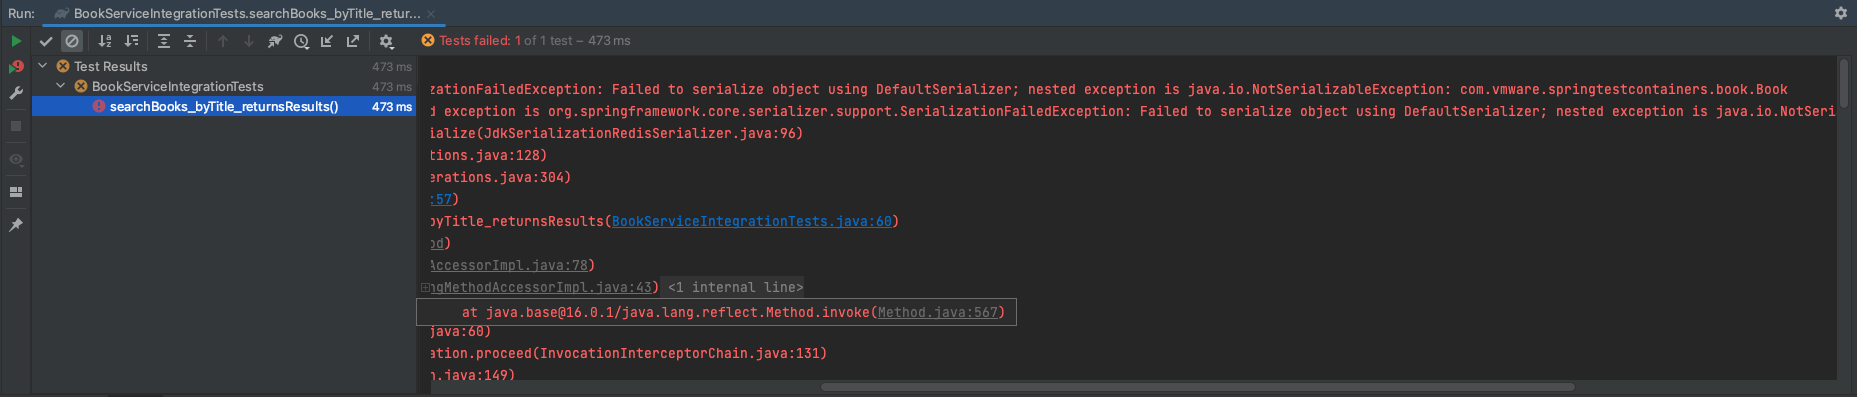 Run:
BookServiceIntegrationTests.searchBooks_byTitle_retur...
Tests failed: 1 of 1 test – 473 ms
Test Results 473 ms
BookServiceIntegrationTests 473 ms
searchBooks_byTitle_returnsResults() 473 ms
zationFailedException: Failed to serialize object using DefaultSerializer; nested exception is java.io.NotSerializableException: com.vmware.springtestcontainers.book.Book
d exception is org.springframework.core.serializer.support.SerializationFailedException: Failed to serialize object using DefaultSerializer; nested exception is java.io.NotSeri
ialize(JdkSerializationRedisSerializer.java:96)
tions.java:128)
erations.java:304)
:57)
byTitle_returnsResults(BookServiceIntegrationTests.java:60)
od)
AccessorImpl.java:78)
ngMethodAccessorImpl.java:43) <1 internal line>
at java.base@16.0.1/java.lang.reflect.Method.invoke(Method.java:567)
java:60)
ation.proceed(InvocationInterceptorChain.java:131)
n.java:149)